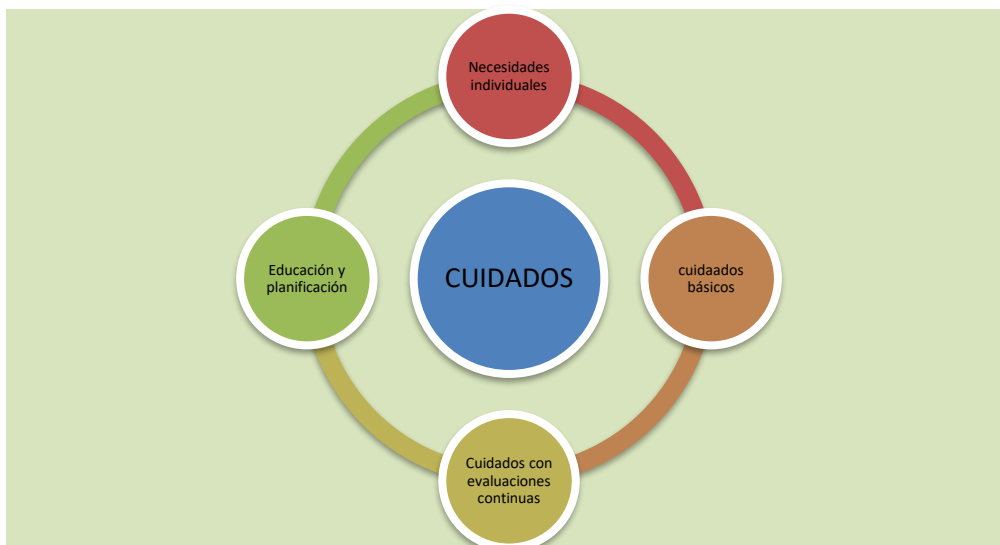 Necesidades
individuales
Educación y
planificación
CUIDADOS
cuidaados
básicos
Cuidados con
evaluaciones
continuas